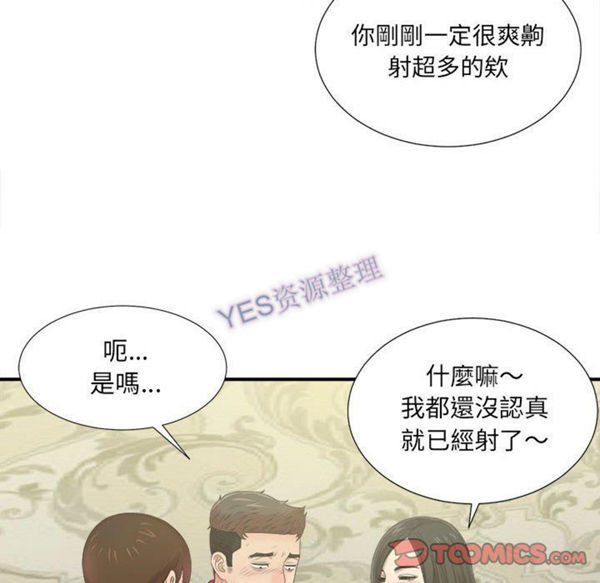 你剛剛一定很爽齁
射超多的欸
YES资源整理
呃...
是嗎...
什麼嘛～
我都還沒認真
就已經射了～
TOOMICS.COM